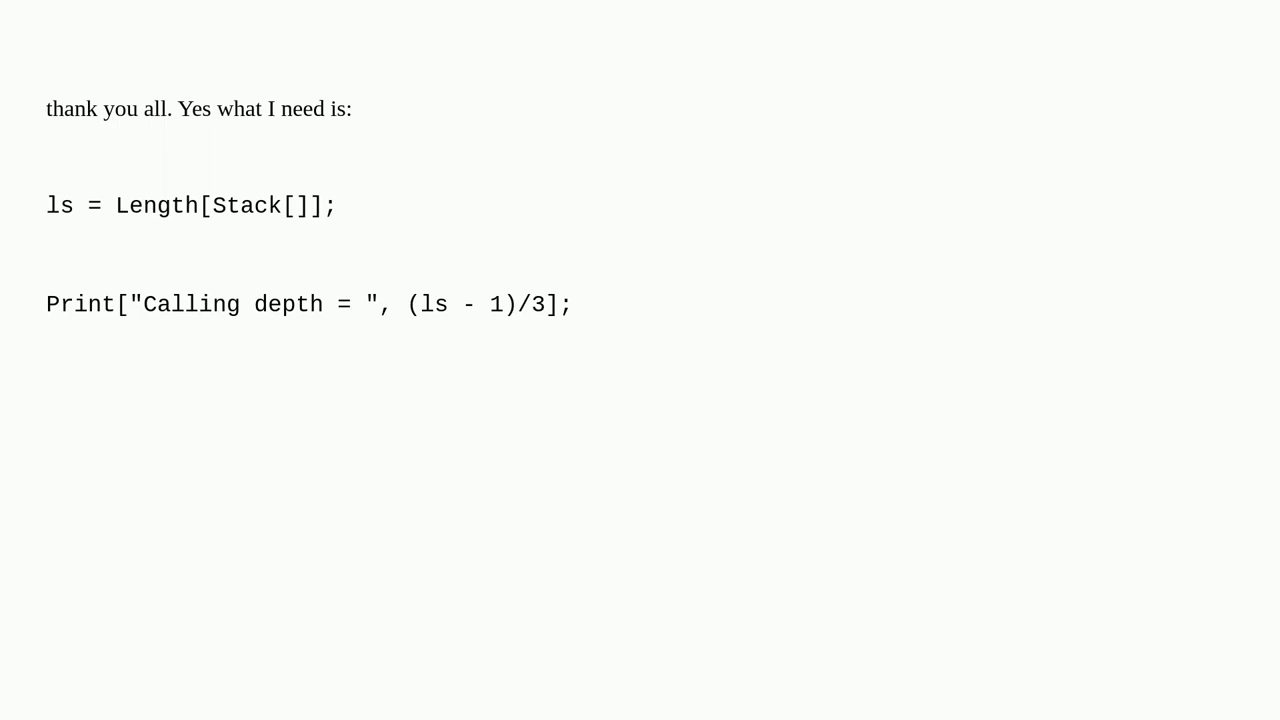 thank you all. Yes what I need is:
ls = Length[Stack[]];
Print["Calling depth = ", (ls - 1)/3];